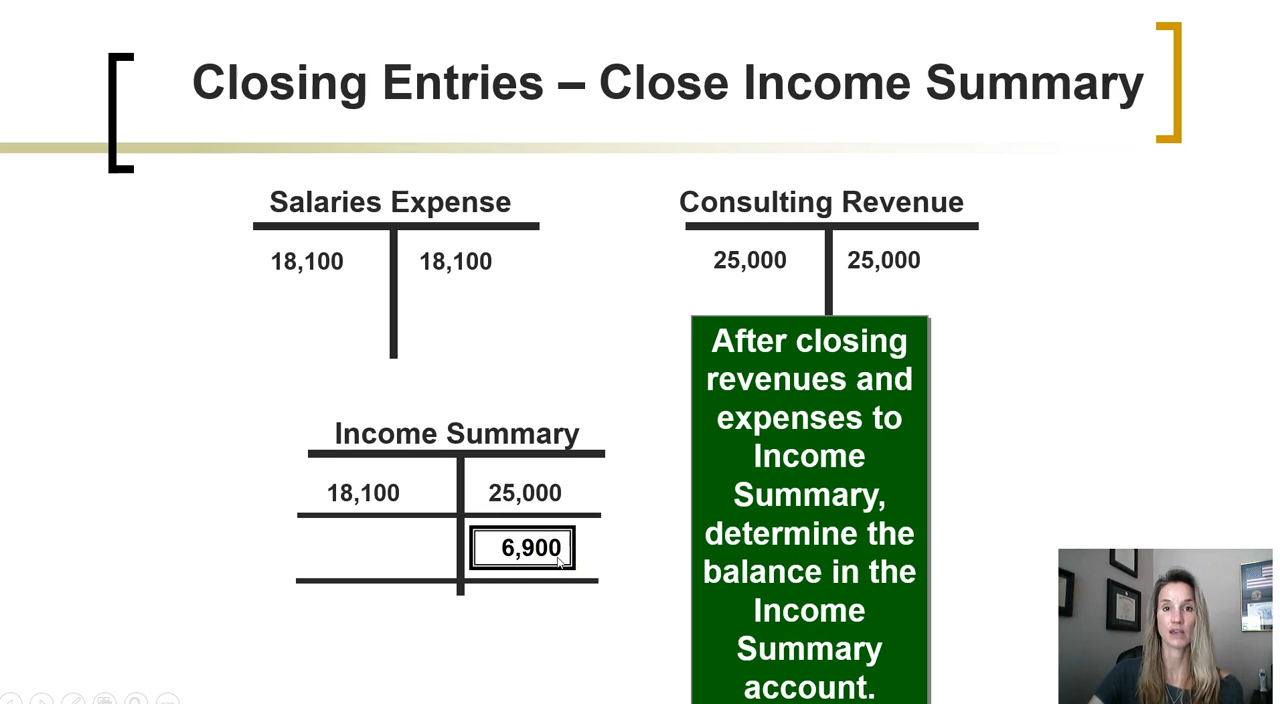 Closing Entries – Close Income Summary
Salaries Expense
18,100 18,100
Consulting Revenue
25,000 25,000
Income Summary
18,100 25,000
6,900
After closing
revenues and
expenses to
Income
Summary,
determine the
balance in the
Income
Summary
account.